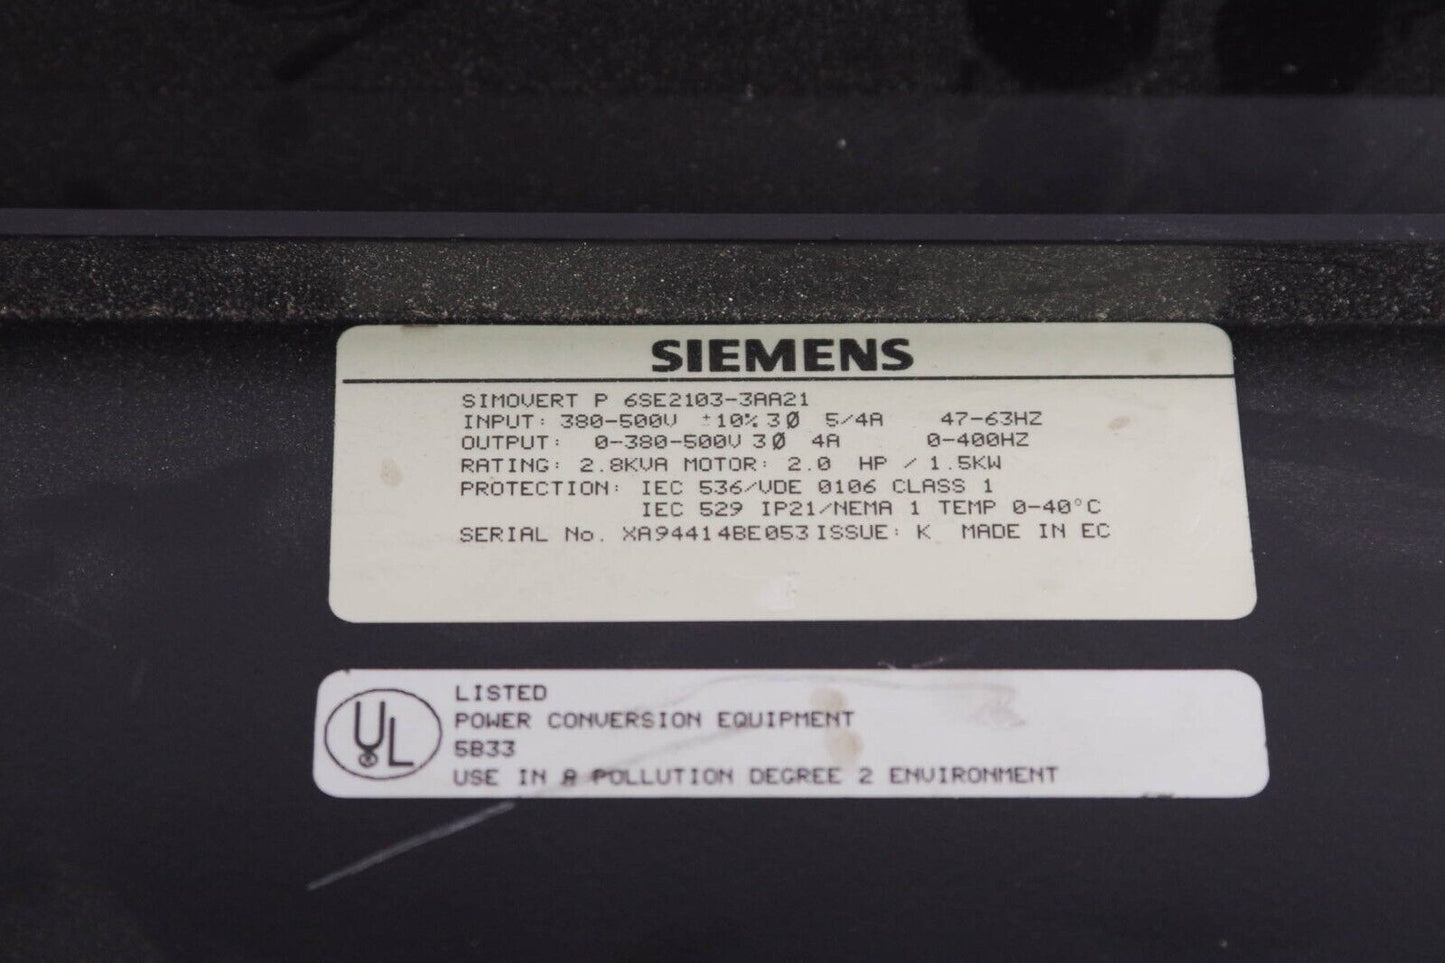 SIEMENS
SIMOVERT P 6SE2103-3AA21
INPUT: 380-500V ±10% 3Ø 5/4A 47-63HZ
OUTPUT: 0-380-500V 3Ø 4A 0-400HZ
RATING: 2.8KVA MOTOR: 2.0 HP / 1.5KW
PROTECTION: IEC 536/VDE 0106 CLASS 1
IEC 529 IP21/NEMA 1 TEMP 0-40°C
SERIAL No. XA94414BE053 ISSUE: K MADE IN EC
UL ®
LISTED
POWER CONVERSION EQUIPMENT
5B33
USE IN A POLLUTION DEGREE 2 ENVIRONMENT